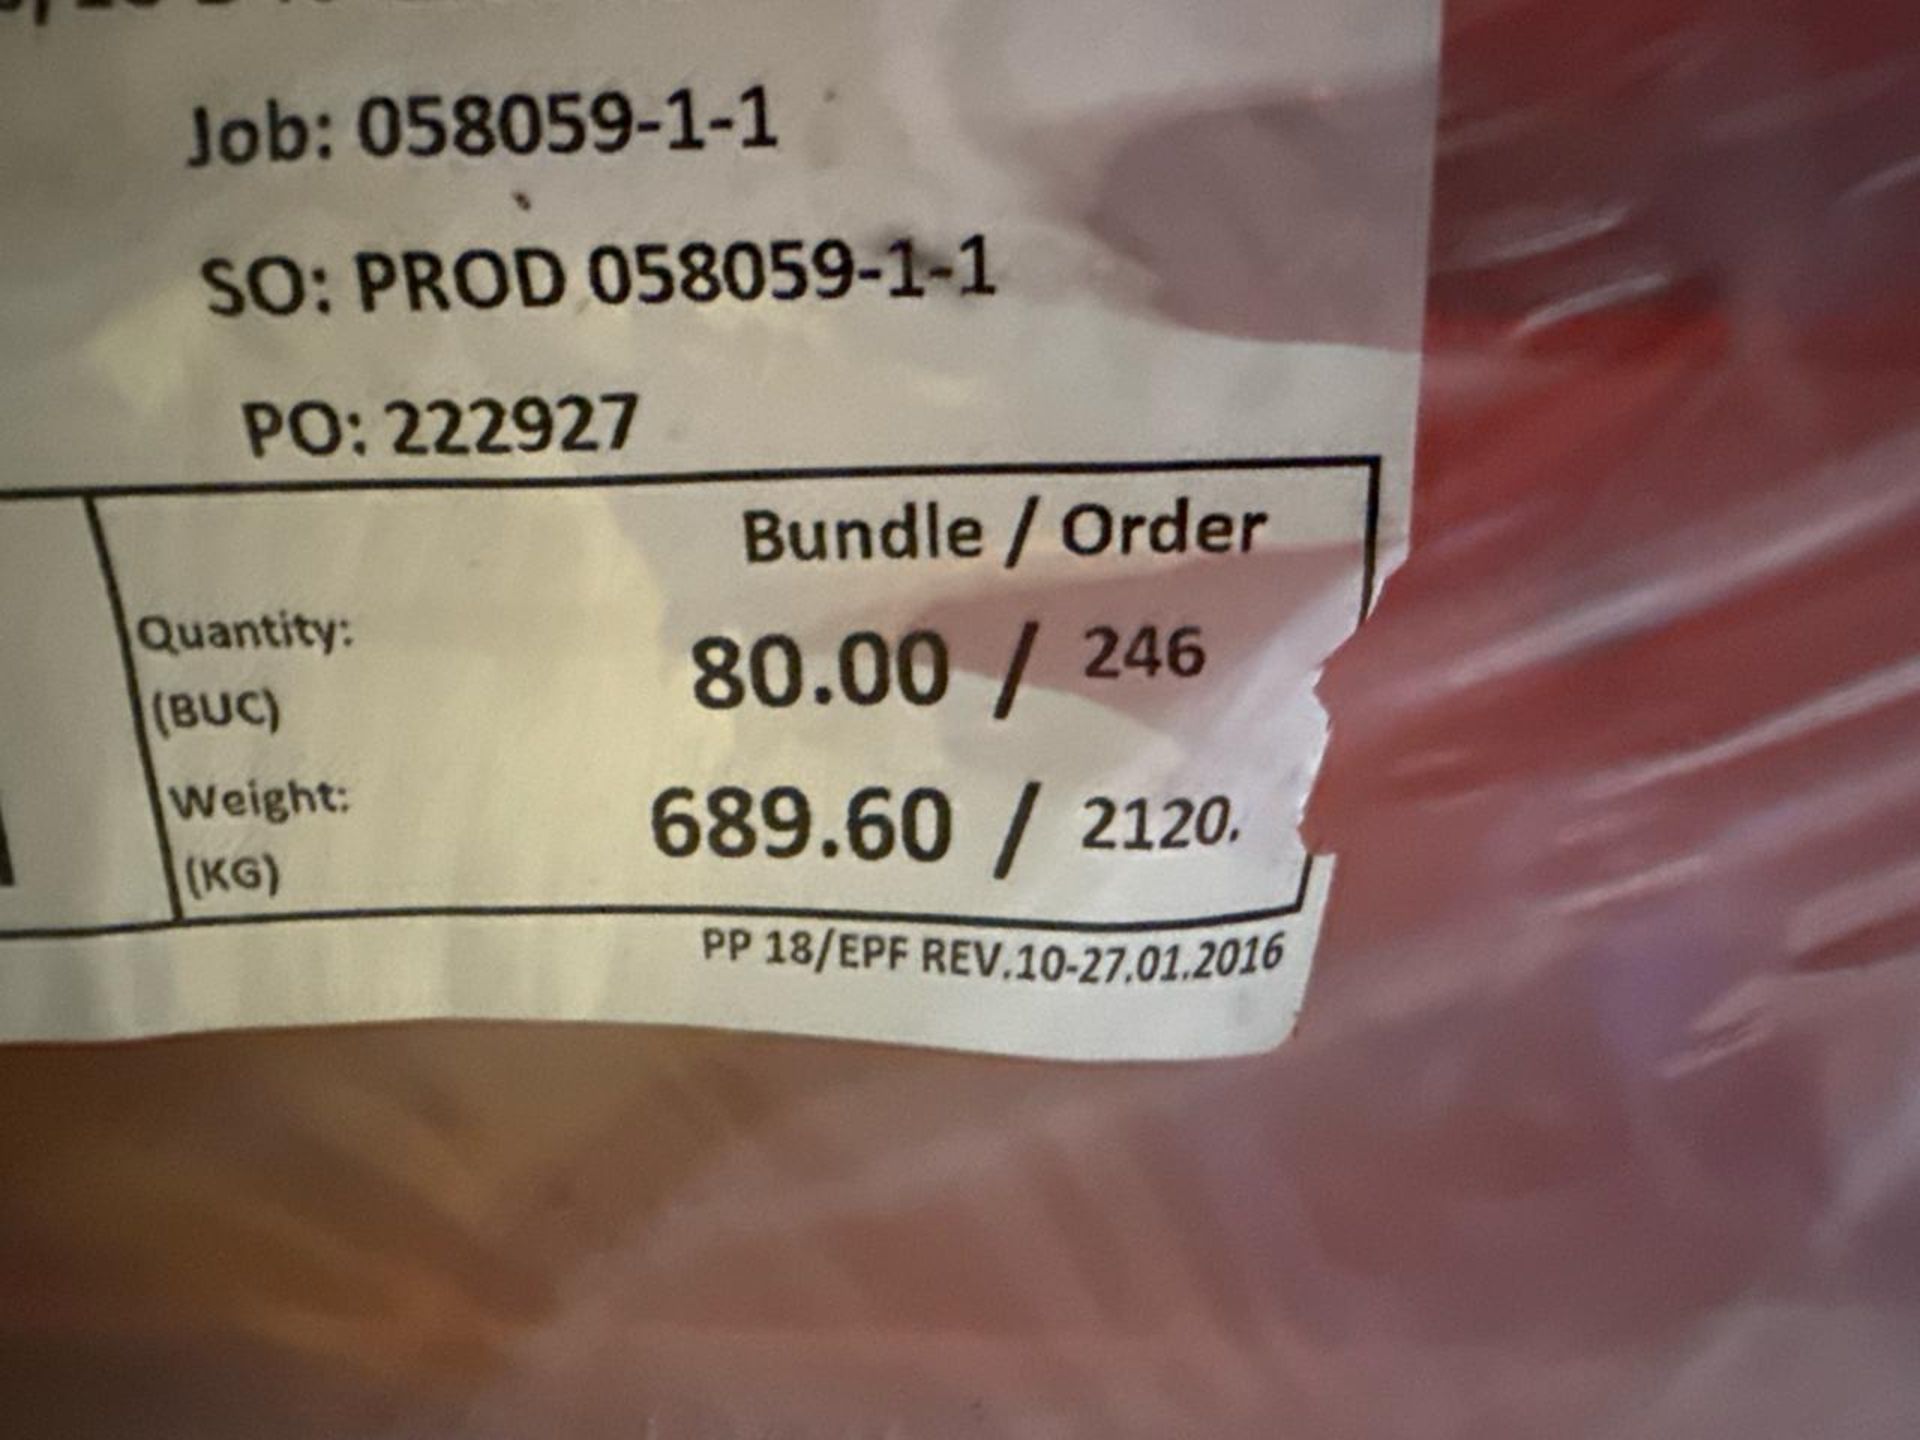 Job: 058059-1-1
SO: PROD 058059-1-1
PO: 222927
Bundle / Order
Quantity: 80.00 / 246
(BUC)
Weight: 689.60 / 2120.
(KG)
PP 18/EPF REV.10-27.01.2016